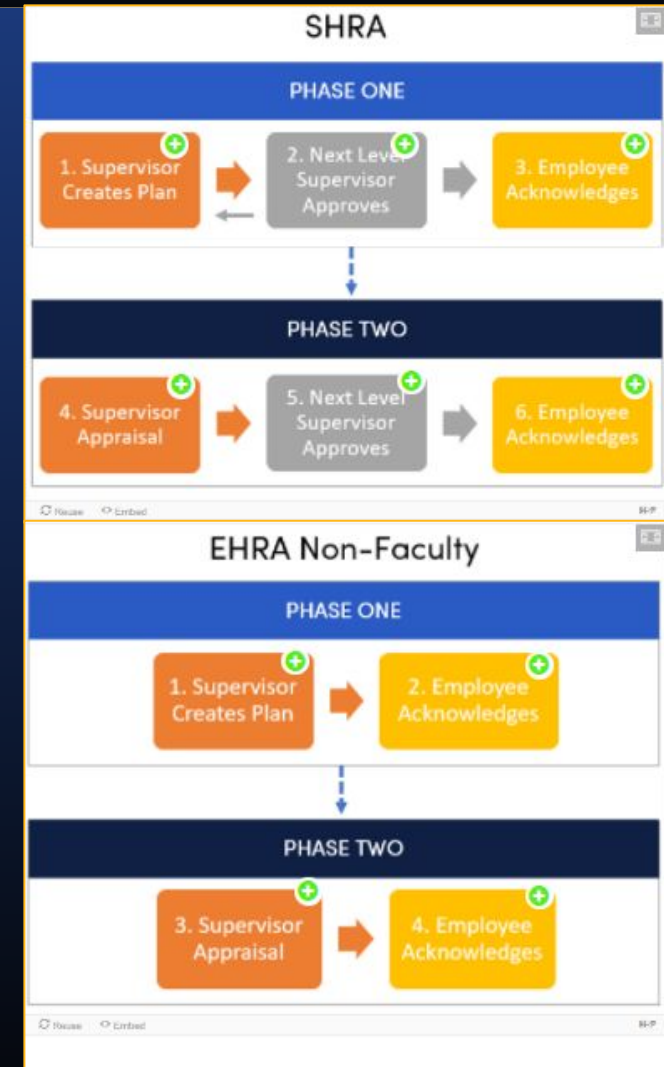 SHRA
PHASE ONE
1. Supervisor
Creates Plan
2. Next Level
Supervisor
Approves
3. Employee
Acknowledges
PHASE TWO
4. Supervisor
Appraisal
5. Next Level
Supervisor
Approves
6. Employee
Acknowledges
Reuse Embed
H-P
EHRA Non-Faculty
PHASE ONE
1. Supervisor
Creates Plan
2. Employee
Acknowledges
PHASE TWO
3. Supervisor
Appraisal
4. Employee
Acknowledges
Reuse Embed
H-P